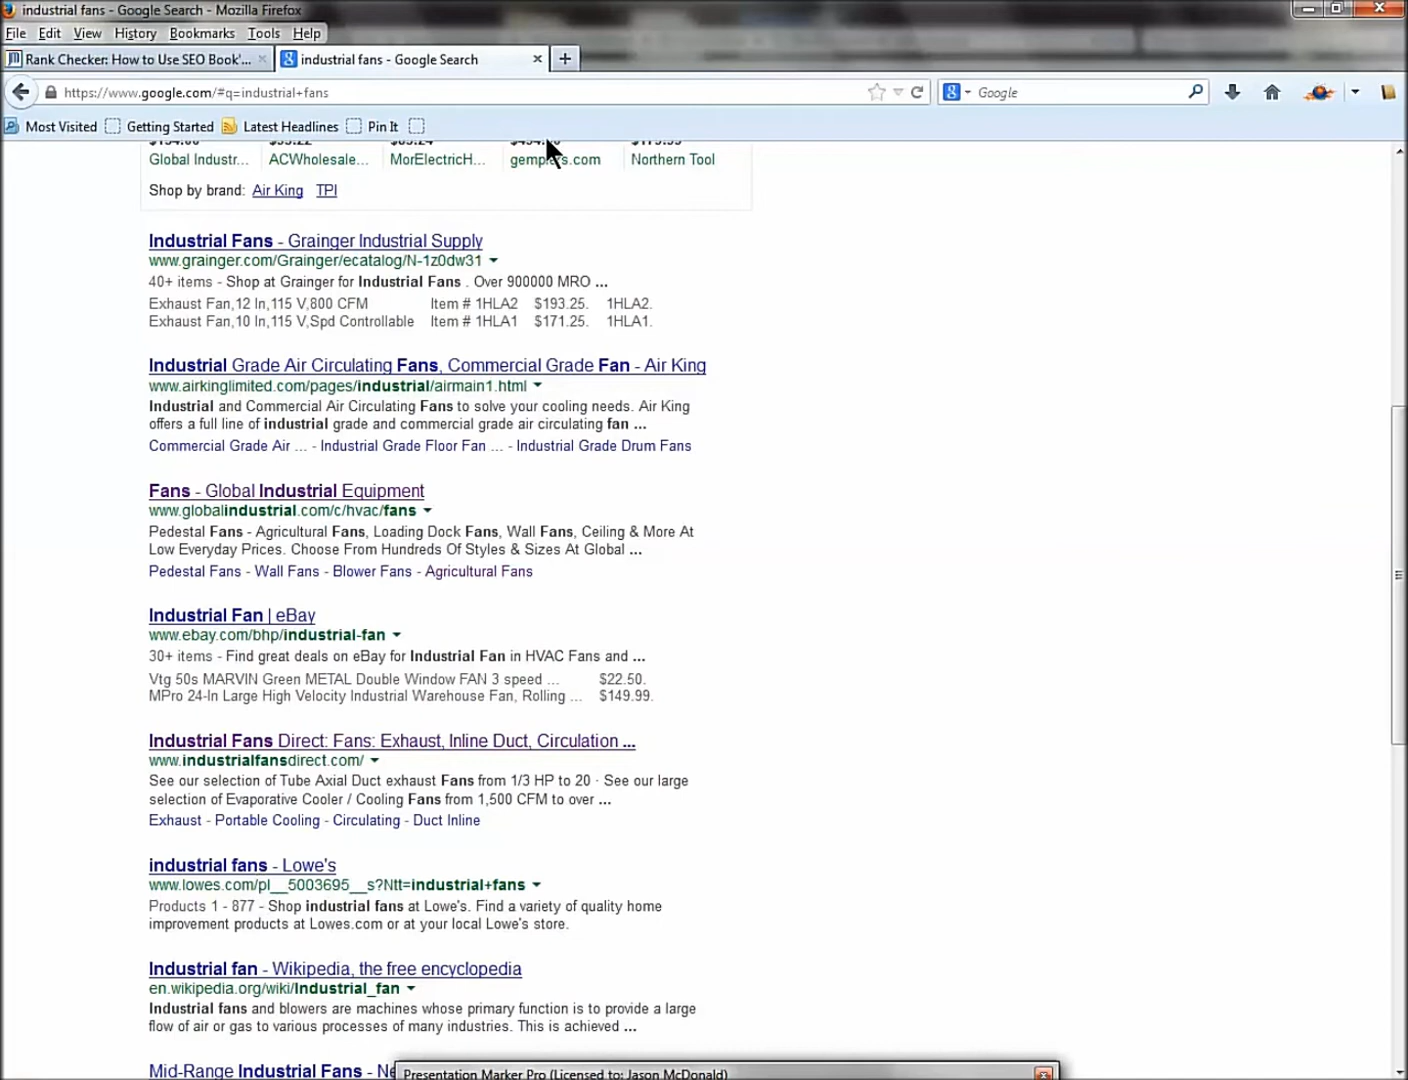 industrial fans - Google Search - Mozilla Firefox
File Edit View History Bookmarks Tools Help
Rank Checker: How to Use SEO Book'... industrial fans - Google Search
https://www.google.com/#q=industrial+fans Google
Most Visited Getting Started Latest Headlines Pin It
Global Industr... ACWholesale... MorElectricH... Northern Tool
Shop by brand: Air King TPI
Industrial Fans - Grainger Industrial Supply
www.grainger.com/Grainger/ecatalog/N-1z0dw31
40+ items - Shop at Grainger for Industrial Fans . Over 900000 MRO ...
Exhaust Fan,12 In,115 V,800 CFM Item # 1HLA2 $193.25. 1HLA2.
Exhaust Fan,10 In,115 V,Spd Controllable Item # 1HLA1 $171.25. 1HLA1.
Industrial Grade Air Circulating Fans, Commercial Grade Fan - Air King
www.airkinglimited.com/pages/industrial/airmain1.html
Industrial and Commercial Air Circulating Fans to solve your cooling needs. Air King
offers a full line of industrial grade and commercial grade air circulating fan ...
Commercial Grade Air ... - Industrial Grade Floor Fan ... - Industrial Grade Drum Fans
Fans - Global Industrial Equipment
www.globalindustrial.com/c/hvac/fans
Pedestal Fans - Agricultural Fans, Loading Dock Fans, Wall Fans, Ceiling & More At
Low Everyday Prices. Choose From Hundreds Of Styles & Sizes At Global ...
Pedestal Fans - Wall Fans - Blower Fans - Agricultural Fans
Industrial Fan | eBay
www.ebay.com/bhp/industrial-fan
30+ items - Find great deals on eBay for Industrial Fan in HVAC Fans and ...
Vtg 50s MARVIN Green METAL Double Window FAN 3 speed ... $22.50.
MPro 24-In Large High Velocity Industrial Warehouse Fan, Rolling ... $149.99.
Industrial Fans Direct: Fans: Exhaust, Inline Duct, Circulation ...
www.industrialfansdirect.com/
See our selection of Tube Axial Duct exhaust Fans from 1/3 HP to 20 · See our large
selection of Evaporative Cooler / Cooling Fans from 1,500 CFM to over ...
Exhaust - Portable Cooling - Circulating - Duct Inline
industrial fans - Lowe's
www.lowes.com/pl__5003695__s?Ntt=industrial+fans
Products 1 - 877 - Shop industrial fans at Lowe's. Find a variety of quality home
improvement products at Lowes.com or at your local Lowe's store.
Industrial fan - Wikipedia, the free encyclopedia
en.wikipedia.org/wiki/Industrial_fan
Industrial fans and blowers are machines whose primary function is to provide a large
flow of air or gas to various processes of many industries. This is achieved ...
Mid-Range Industrial Fans - Ne
Presentation Marker Pro (Licensed to: Jason McDonald)